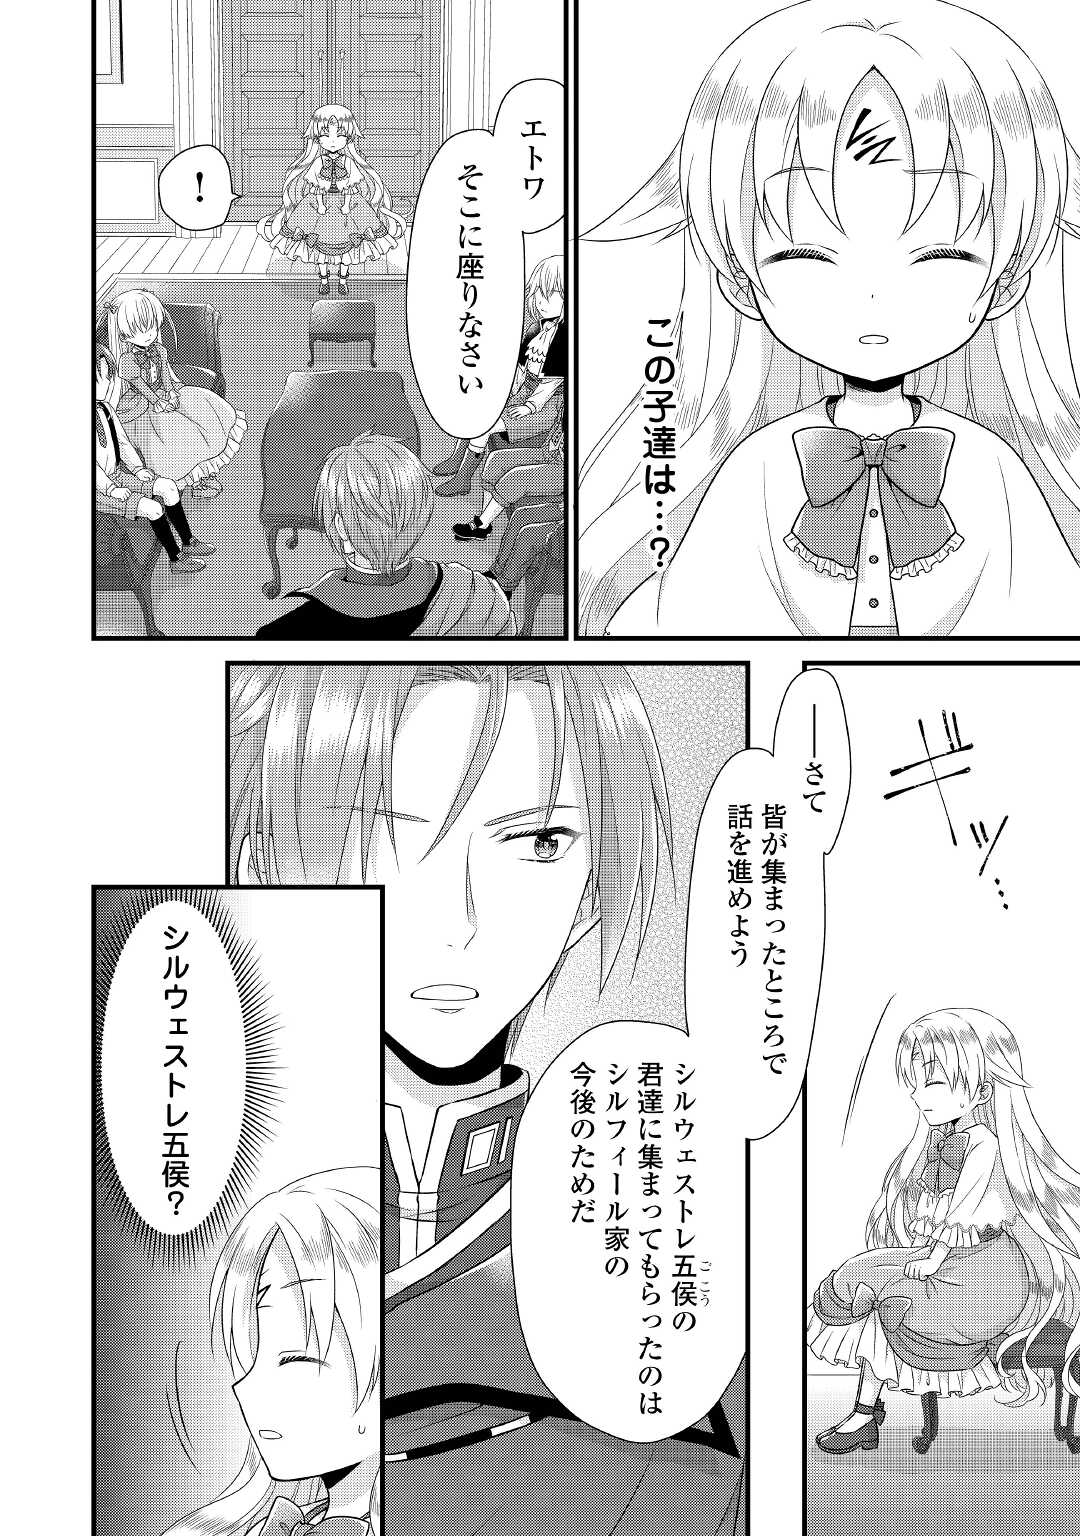 この子達は…?
エトワ
そこに座りなさい
!
ギッ…
――さて
皆が集まったところで
話を進めよう
シルウェストレ五侯の
ごこう
君達に集まってもらったのは
シルフィール家の
今後のためだ
シルウェストレ五侯?